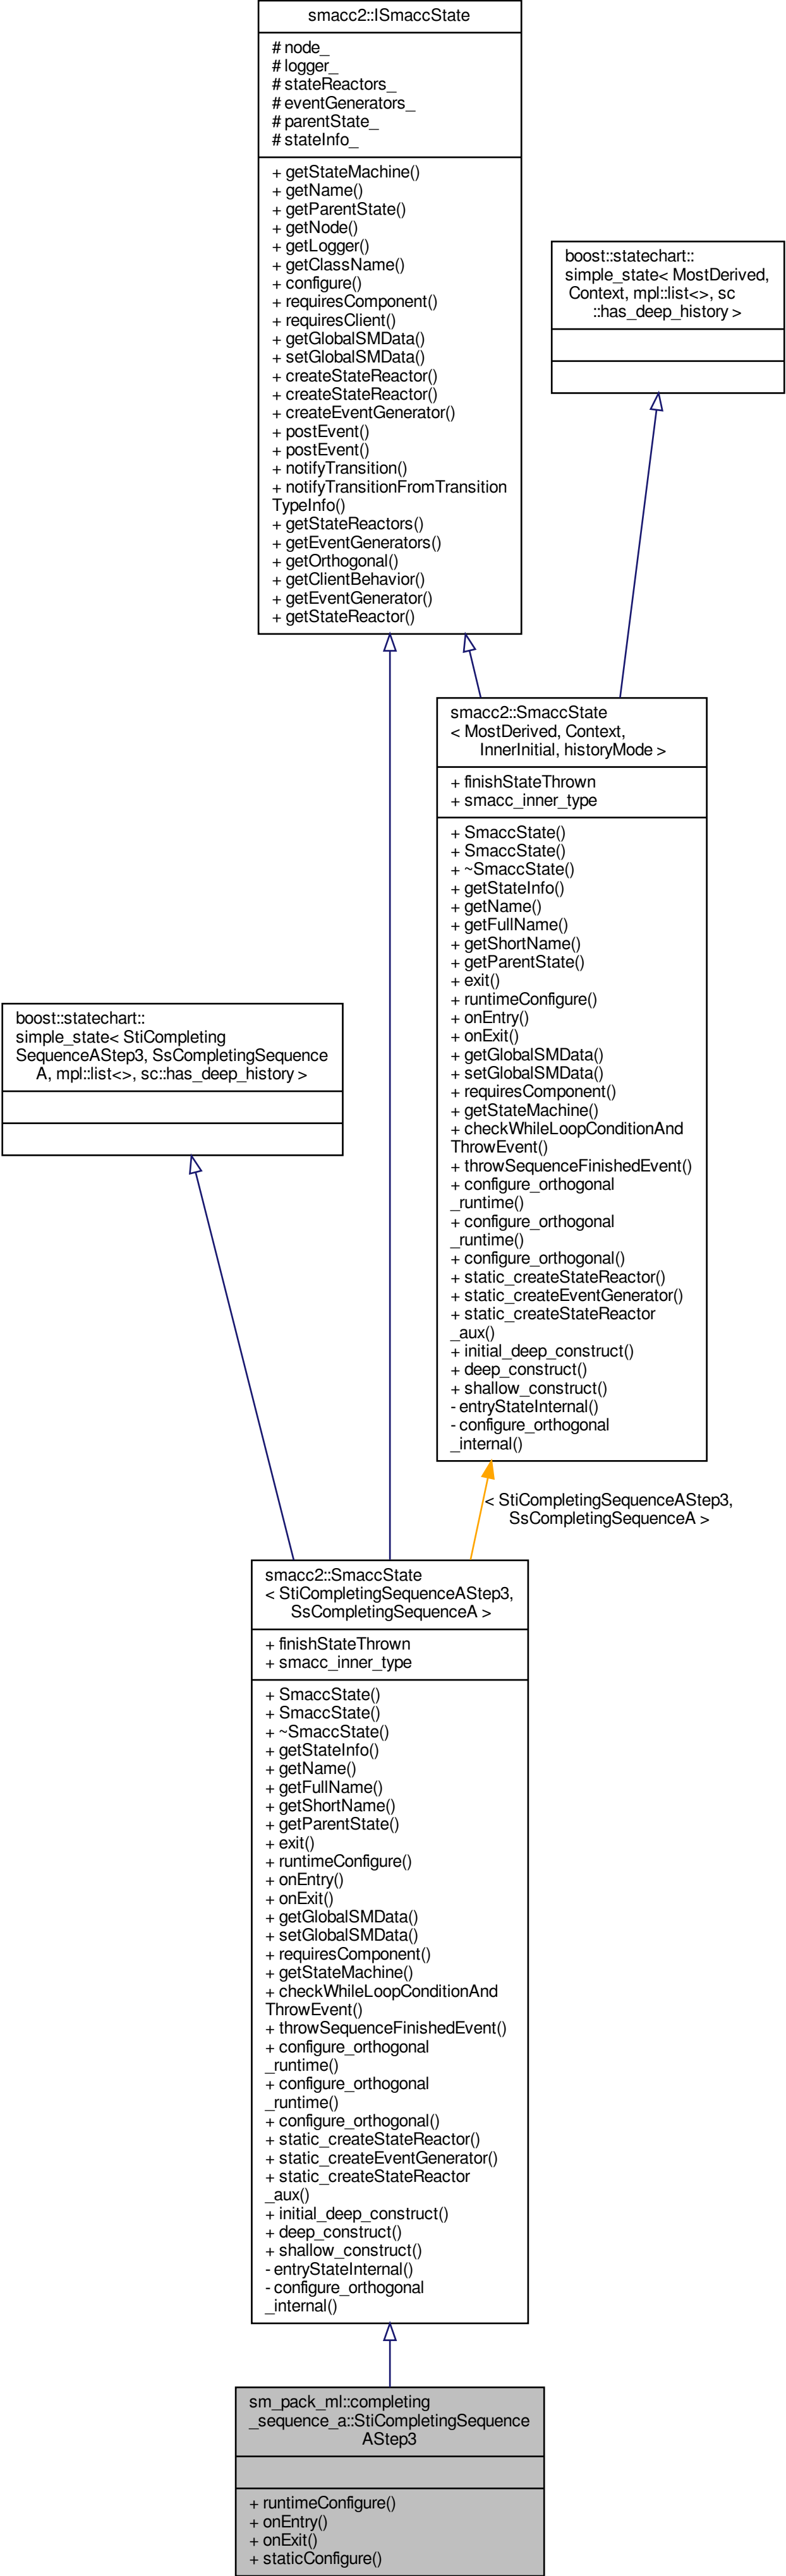 smacc2::ISmaccState
# node_
# logger_
# stateReactors_
# eventGenerators_
# parentState_
# stateInfo_
+ getStateMachine()
+ getName()
+ getParentState()
+ getNode()
+ getLogger()
+ getClassName()
+ configure()
+ requiresComponent()
+ requiresClient()
+ getGlobalSMData()
+ setGlobalSMData()
+ createStateReactor()
+ createStateReactor()
+ createEventGenerator()
+ postEvent()
+ postEvent()
+ notifyTransition()
+ notifyTransitionFromTransition
TypeInfo()
+ getStateReactors()
+ getEventGenerators()
+ getOrthogonal()
+ getClientBehavior()
+ getEventGenerator()
+ getStateReactor()
boost::statechart::
simple_state< MostDerived,
Context, mpl::list<>, sc
::has_deep_history >
smacc2::SmaccState
< MostDerived, Context,
InnerInitial, historyMode >
+ finishStateThrown
+ smacc_inner_type
+ SmaccState()
+ SmaccState()
+ ~SmaccState()
+ getStateInfo()
+ getName()
+ getFullName()
+ getShortName()
+ getParentState()
+ exit()
+ runtimeConfigure()
+ onEntry()
+ onExit()
+ getGlobalSMData()
+ setGlobalSMData()
+ requiresComponent()
+ getStateMachine()
+ checkWhileLoopConditionAnd
ThrowEvent()
+ throwSequenceFinishedEvent()
+ configure_orthogonal
_runtime()
+ configure_orthogonal
_runtime()
+ configure_orthogonal()
+ static_createStateReactor()
+ static_createEventGenerator()
+ static_createStateReactor
_aux()
+ initial_deep_construct()
+ deep_construct()
+ shallow_construct()
- entryStateInternal()
- configure_orthogonal
_internal()
boost::statechart::
simple_state< StiCompleting
SequenceAStep3, SsCompletingSequence
A, mpl::list<>, sc::has_deep_history >
< StiCompletingSequenceAStep3,
SsCompletingSequenceA >
smacc2::SmaccState
< StiCompletingSequenceAStep3,
SsCompletingSequenceA >
+ finishStateThrown
+ smacc_inner_type
+ SmaccState()
+ SmaccState()
+ ~SmaccState()
+ getStateInfo()
+ getName()
+ getFullName()
+ getShortName()
+ getParentState()
+ exit()
+ runtimeConfigure()
+ onEntry()
+ onExit()
+ getGlobalSMData()
+ setGlobalSMData()
+ requiresComponent()
+ getStateMachine()
+ checkWhileLoopConditionAnd
ThrowEvent()
+ throwSequenceFinishedEvent()
+ configure_orthogonal
_runtime()
+ configure_orthogonal
_runtime()
+ configure_orthogonal()
+ static_createStateReactor()
+ static_createEventGenerator()
+ static_createStateReactor
_aux()
+ initial_deep_construct()
+ deep_construct()
+ shallow_construct()
- entryStateInternal()
- configure_orthogonal
_internal()
sm_pack_ml::completing
_sequence_a::StiCompletingSequence
AStep3
+ runtimeConfigure()
+ onEntry()
+ onExit()
+ staticConfigure()